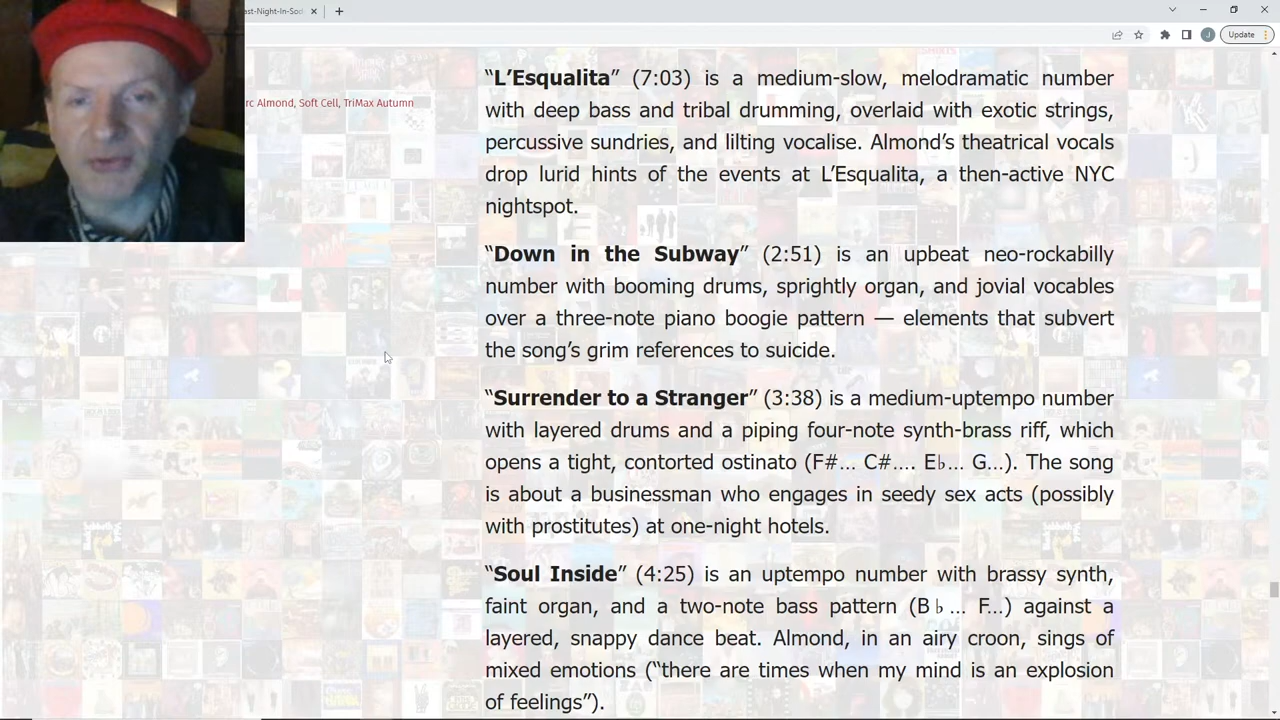 ast-Night-In-Sod
Update
rc Almond, Soft Cell, TriMax Autumn
“L’Esqualita” (7:03) is a medium-slow, melodramatic number
with deep bass and tribal drumming, overlaid with exotic strings,
percussive sundries, and lilting vocalise. Almond’s theatrical vocals
drop lurid hints of the events at L’Esqualita, a then-active NYC
nightspot.
“Down in the Subway” (2:51) is an upbeat neo-rockabilly
number with booming drums, sprightly organ, and jovial vocables
over a three-note piano boogie pattern — elements that subvert
the song’s grim references to suicide.
“Surrender to a Stranger” (3:38) is a medium-uptempo number
with layered drums and a piping four-note synth-brass riff, which
opens a tight, contorted ostinato (F#… C#…. E♭… G…). The song
is about a businessman who engages in seedy sex acts (possibly
with prostitutes) at one-night hotels.
“Soul Inside” (4:25) is an uptempo number with brassy synth,
faint organ, and a two-note bass pattern (B♭… F…) against a
layered, snappy dance beat. Almond, in an airy croon, sings of
mixed emotions (“there are times when my mind is an explosion
of feelings”).